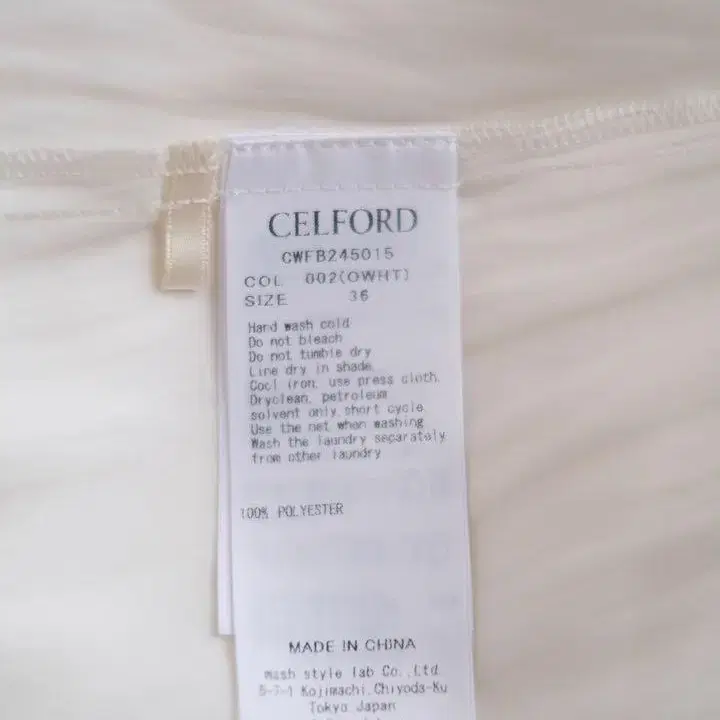 CELFORD
CWFB245015
COL 002(OWHT)
SIZE 36
Hand wash cold
Do not bleach
Do not tumble dry
Line dry in shade.
Cool iron, use press cloth.
Dryclean, petroleum
solvent only,short cycle
Use the net when washing
Wash the laundry separately
from other laundry
100% POLYESTER
MADE IN CHINA
mash style lab Co.,Ltd
Kojimachi,Chiyoda-Ku
Tokyo Japan